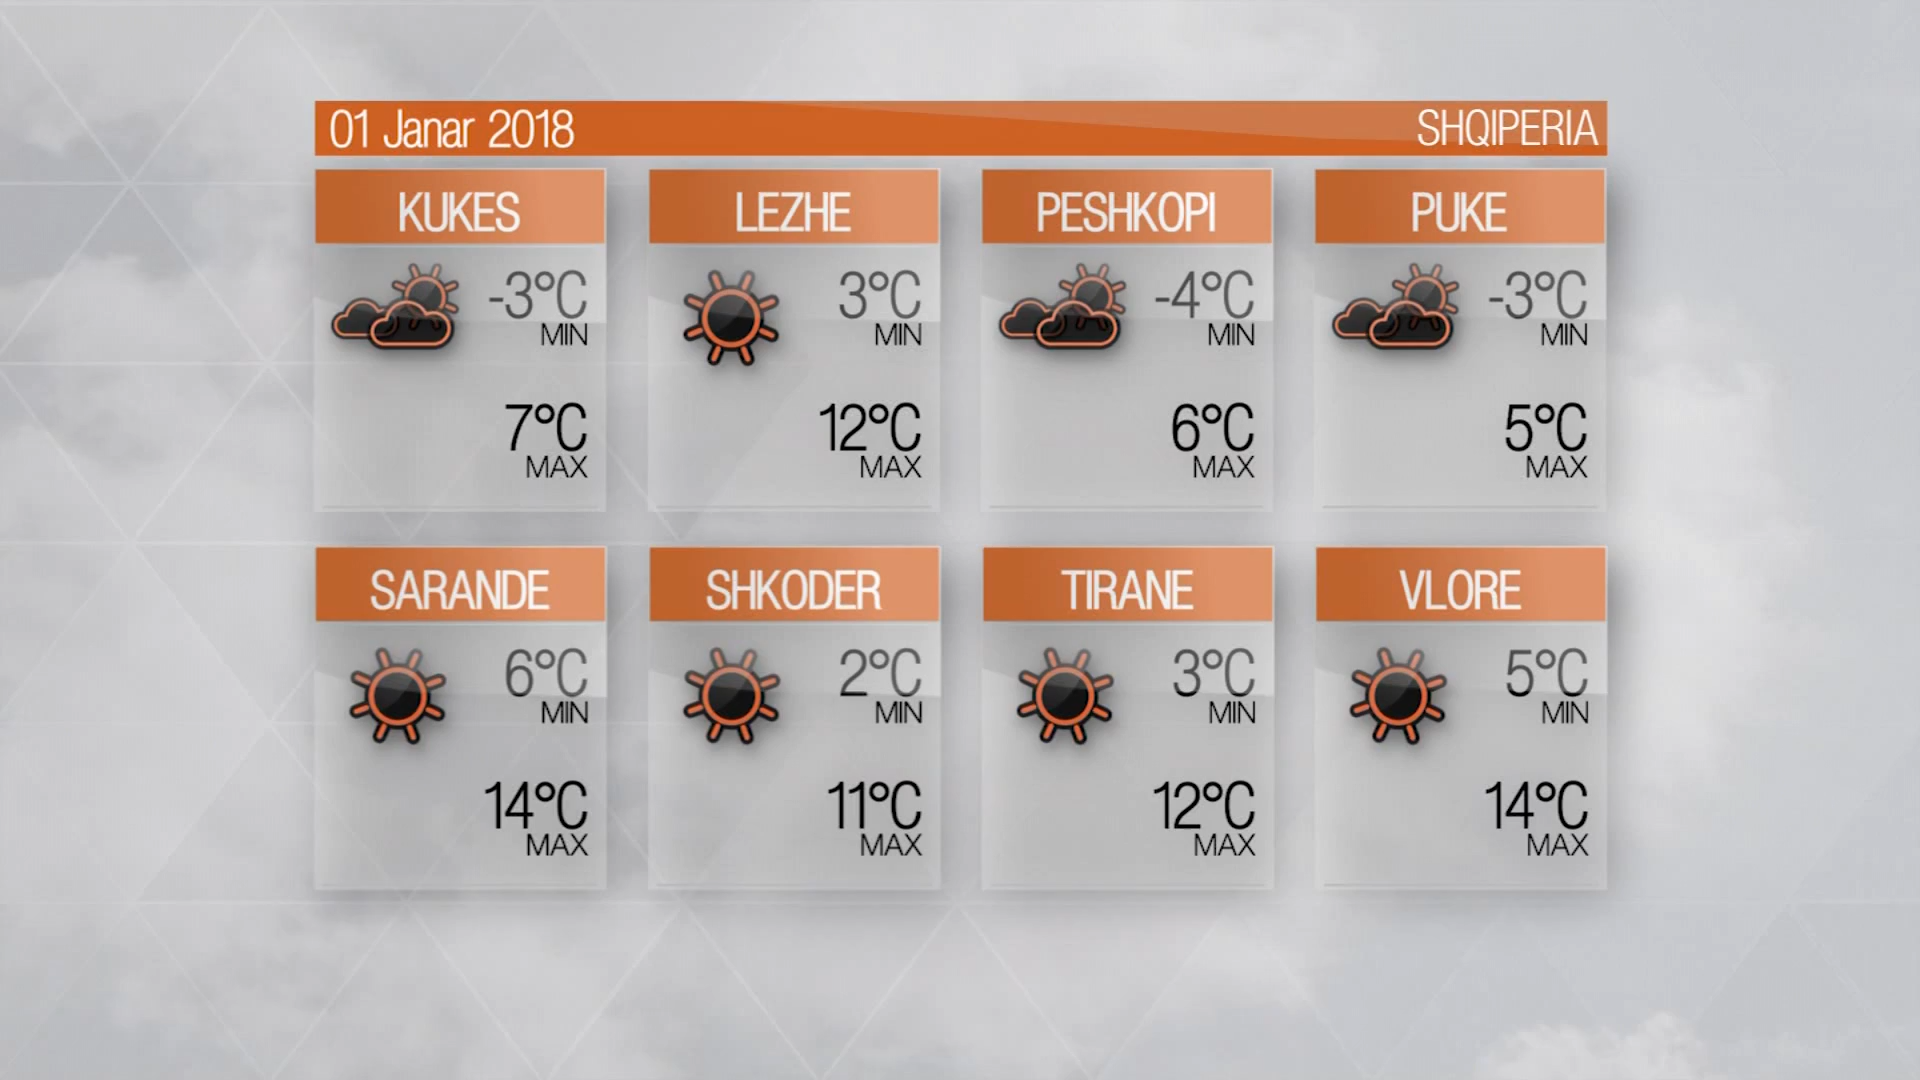 01 Janar 2018 SHQIPERIA
KUKES
-3°C
MIN
7°C
MAX
LEZHE
3°C
MIN
12°C
MAX
PESHKOPI
-4°C
MIN
6°C
MAX
PUKE
-3°C
MIN
5°C
MAX
SARANDE
6°C
MIN
14°C
MAX
SHKODER
2°C
MIN
11°C
MAX
TIRANE
3°C
MIN
12°C
MAX
VLORE
5°C
MIN
14°C
MAX